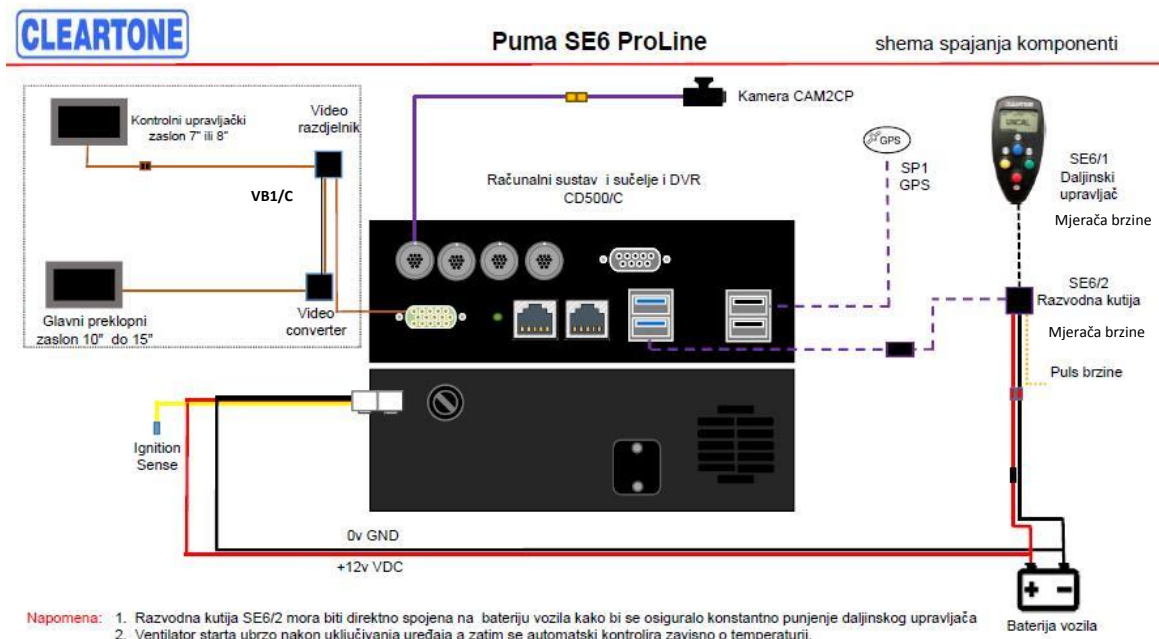 CLEARTONE
Puma SE6 ProLine
shema spajanja komponenti
Kontrolni upravljački
zaslon 7" ili 8"
Video
razdjelnik
VB1/C
Glavni preklopni
zaslon 10" do 15"
Video
converter
Kamera CAM2CP
GPS
SP1
GPS
Računalni sustav i sučelje i DVR
CD500/C
CLEARTONE
UNCAL
SE6/1
Daljinski
upravljač
Mjerača brzine
SE6/2
Razvodna kutija
Mjerača brzine
Puls brzine
Ignition
Sense
0v GND
+12v VDC
Baterija vozila
Napomena: 1. Razvodna kutija SE6/2 mora biti direktno spojena na bateriju vozila kako bi se osiguralo konstantno punjenje daljinskog upravljača
2. Ventilator starta ubrzo nakon uključivanja uređaja a zatim se automatski kontrolira zavisno o temperaturi.